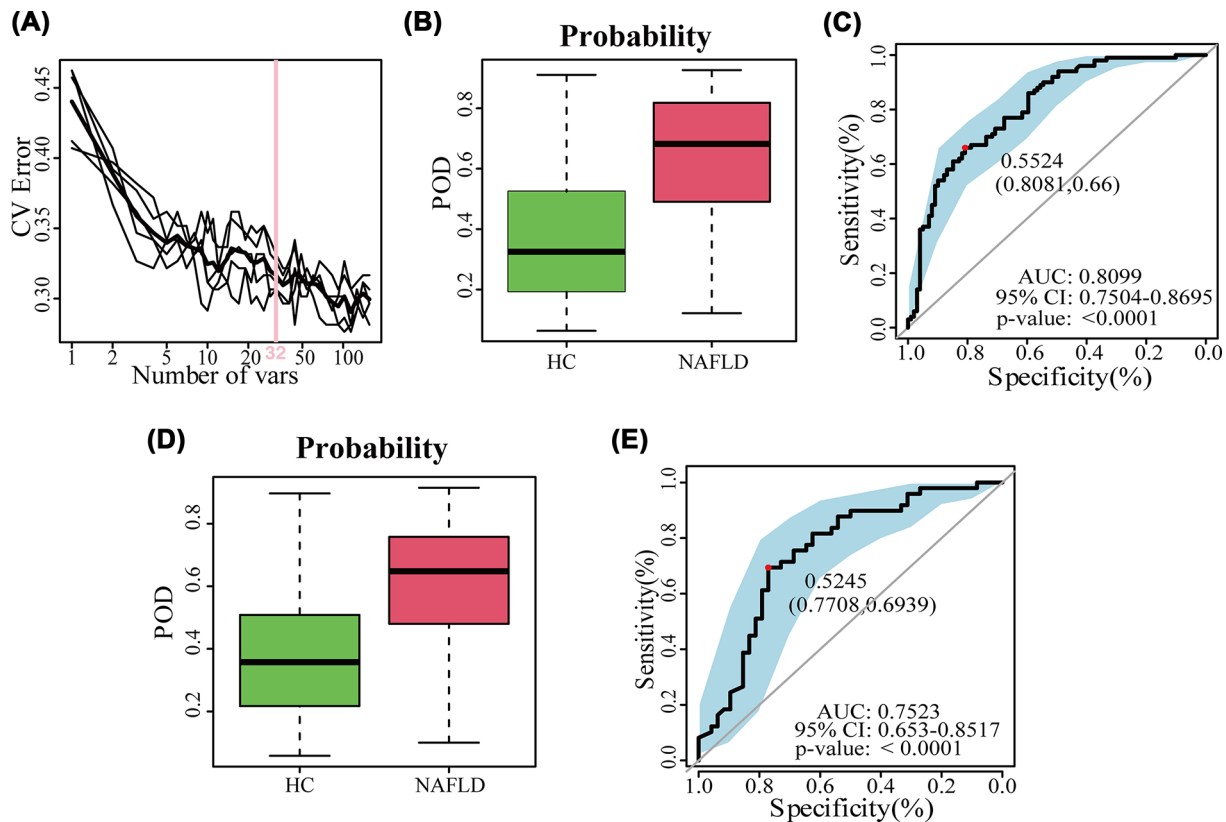 (A)
0.45
0.40
0.35
0.30
CV Error
1 2 5 10 20 50 100
32
Number of vars
(B)
Probability
0.8
0.6
0.4
0.2
POD
HC NAFLD
(C)
1.0
0.8
0.6
0.4
0.2
0.0
Sensitivity(%)
0.5524
(0.8081,0.66)
AUC: 0.8099
95% CI: 0.7504-0.8695
p-value: <0.0001
1.0 0.8 0.6 0.4 0.2 0.0
Specificity(%)
(D)
Probability
0.8
0.6
0.4
0.2
POD
HC NAFLD
(E)
1.0
0.8
0.6
0.4
0.2
0.0
Sensitivity(%)
0.5245
(0.7708,0.6939)
AUC: 0.7523
95% CI: 0.653-0.8517
p-value: < 0.0001
1.0 0.8 0.6 0.4 0.2 0.0
Specificity(%)